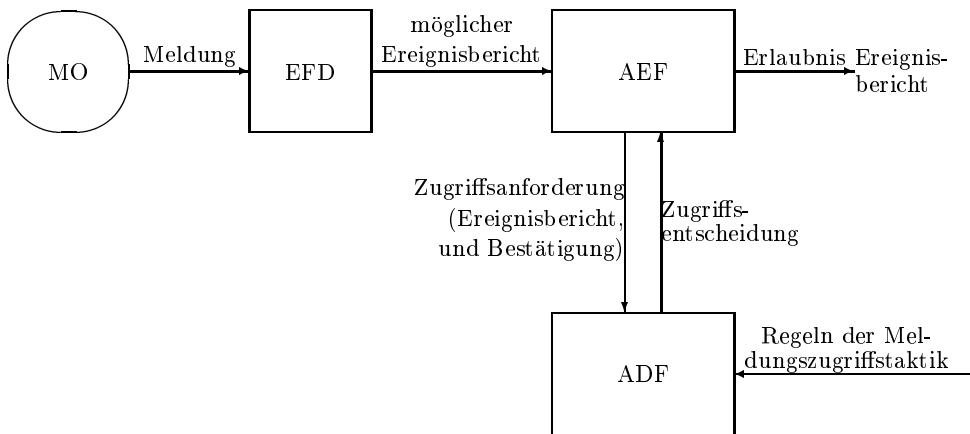 MO
Meldung
EFD
möglicher
Ereignisbericht
AEF
Erlaubnis
Ereignis-
bericht
Zugriffsanforderung
(Ereignisbericht,
und Bestätigung)
Zugriffs-
entscheidung
ADF
Regeln der Mel-
dungszugriffstaktik